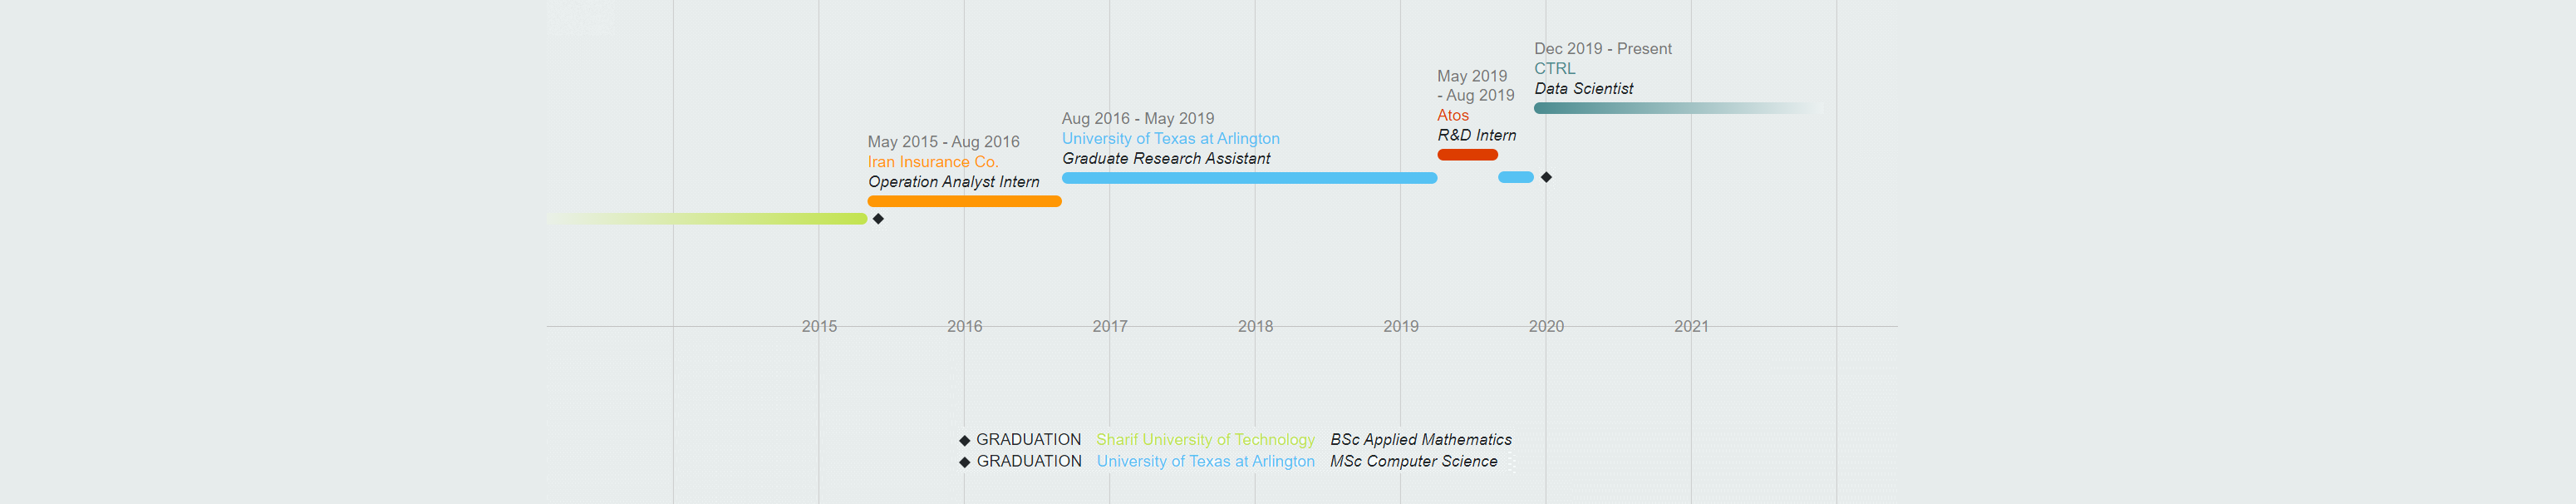 Dec 2019 - Present
CTRL
Data Scientist
May 2019
- Aug 2019
Atos
R&D Intern
Aug 2016 - May 2019
University of Texas at Arlington
Graduate Research Assistant
May 2015 - Aug 2016
Iran Insurance Co.
Operation Analyst Intern
2015 2016 2017 2018 2019 2020 2021
GRADUATION Sharif University of Technology BSc Applied Mathematics
GRADUATION University of Texas at Arlington MSc Computer Science